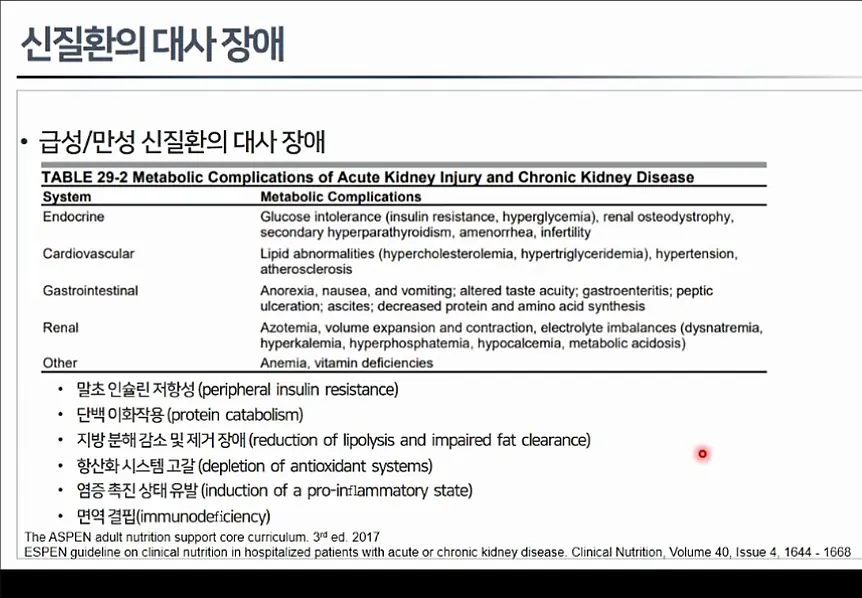 신질환의 대사 장애
• 급성/만성 신질환의 대사 장애
TABLE 29-2 Metabolic Complications of Acute Kidney Injury and Chronic Kidney Disease
System Metabolic Complications
Endocrine Glucose intolerance (insulin resistance, hyperglycemia), renal osteodystrophy,
secondary hyperparathyroidism, amenorrhea, infertility
Cardiovascular Lipid abnormalities (hypercholesterolemia, hypertriglyceridemia), hypertension,
atherosclerosis
Gastrointestinal Anorexia, nausea, and vomiting; altered taste acuity; gastroenteritis; peptic
ulceration; ascites; decreased protein and amino acid synthesis
Renal Azotemia, volume expansion and contraction, electrolyte imbalances (dysnatremia,
hyperkalemia, hyperphosphatemia, hypocalcemia, metabolic acidosis)
Other Anemia, vitamin deficiencies
• 말초 인슐린 저항성 (peripheral insulin resistance)
• 단백 이화작용 (protein catabolism)
• 지방 분해 감소 및 제거 장애 (reduction of lipolysis and impaired fat clearance)
• 항산화 시스템 고갈 (depletion of antioxidant systems)
• 염증 촉진 상태 유발 (induction of a pro-inflammatory state)
• 면역 결핍(immunodeficiency)
The ASPEN adult nutrition support core curriculum. 3rd ed. 2017
ESPEN guideline on clinical nutrition in hospitalized patients with acute or chronic kidney disease. Clinical Nutrition, Volume 40, Issue 4, 1644 - 1668